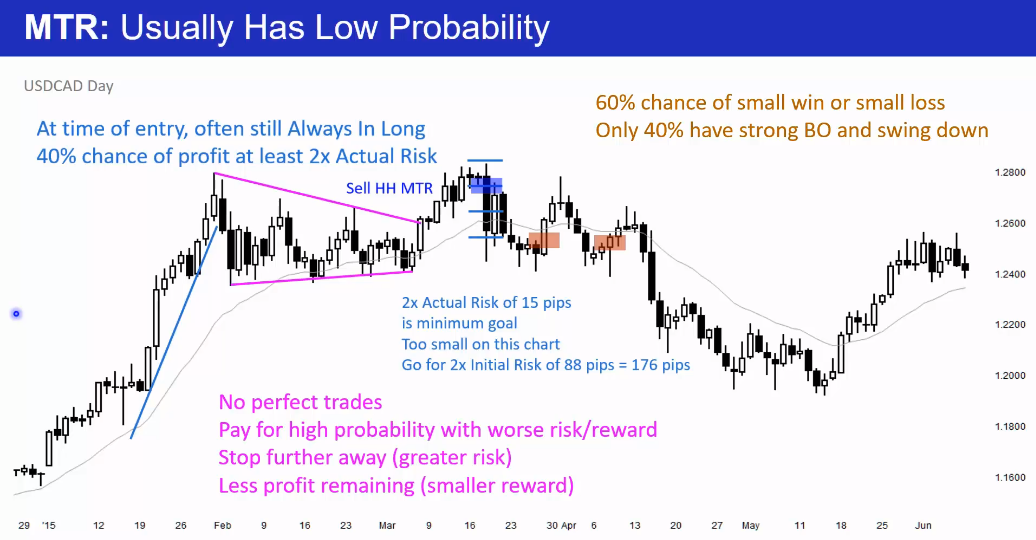 MTR: Usually Has Low Probability
USDCAD Day
60% chance of small win or small loss
Only 40% have strong BO and swing down
At time of entry, often still Always In Long
40% chance of profit at least 2x Actual Risk
Sell HH MTR
2x Actual Risk of 15 pips
is minimum goal
Too small on this chart
Go for 2x Initial Risk of 88 pips = 176 pips
No perfect trades
Pay for high probability with worse risk/reward
Stop further away (greater risk)
Less profit remaining (smaller reward)
1.2800
1.2600
1.2400
1.2200
1.2000
1.1800
1.1600
29 '15 12 19 26 Feb 9 16 23 Mar 9 16 23 30 Apr 6 13 20 27 May 11 18 25 Jun